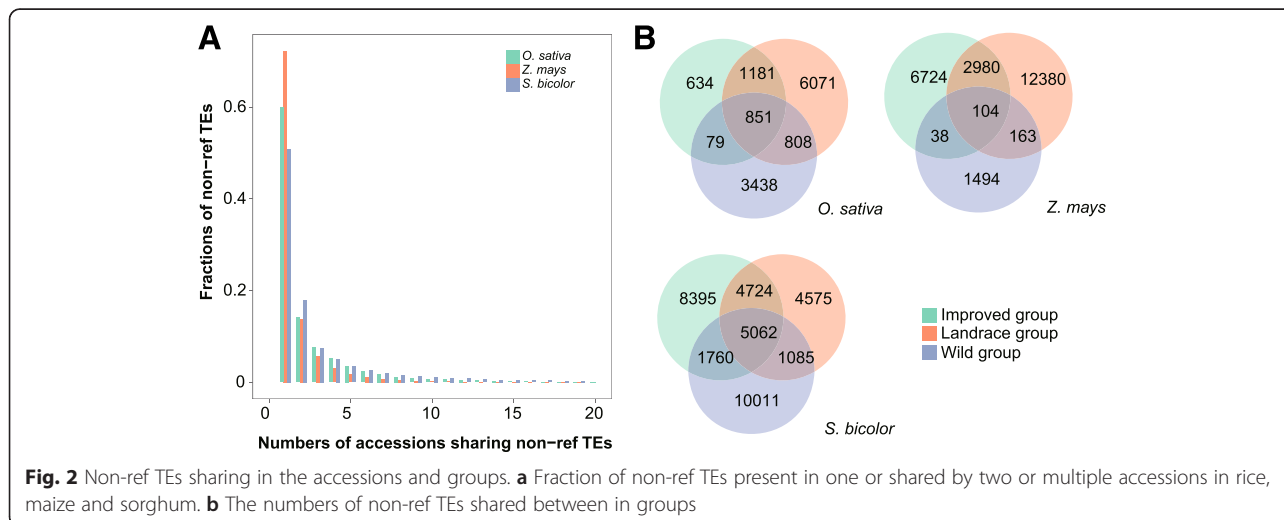 A
O. sativa
Z. mays
S. bicolor
Fractions of non−ref TEs
0.6
0.4
0.2
0
0
5
10
15
20
Numbers of accessions sharing non−ref TEs
B
634
1181
6071
851
79
808
3438
O. sativa
6724
2980
12380
104
38
163
1494
Z. mays
8395
4724
4575
5062
1760
1085
10011
S. bicolor
Improved group
Landrace group
Wild group
Fig. 2 Non-ref TEs sharing in the accessions and groups. a Fraction of non-ref TEs present in one or shared by two or multiple accessions in rice,
maize and sorghum. b The numbers of non-ref TEs shared between in groups